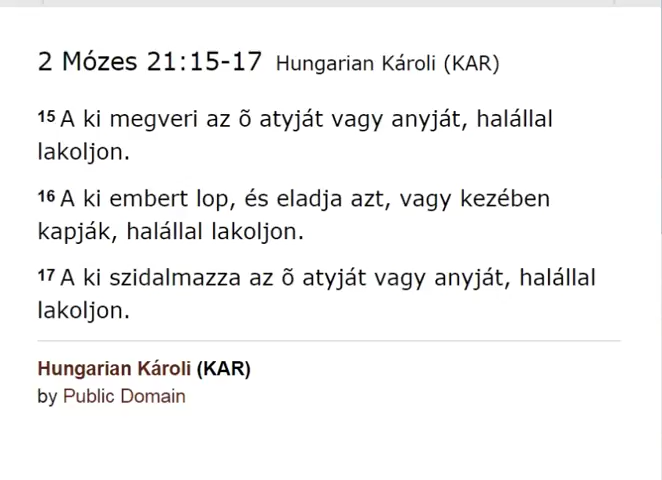 2 Mózes 21:15-17 Hungarian Károli (KAR)
15 A ki megveri az õ atyját vagy anyját, halállal
lakoljon.
16 A ki embert lop, és eladja azt, vagy kezében
kapják, halállal lakoljon.
17 A ki szidalmazza az õ atyját vagy anyját, halállal
lakoljon.
Hungarian Károli (KAR)
by Public Domain